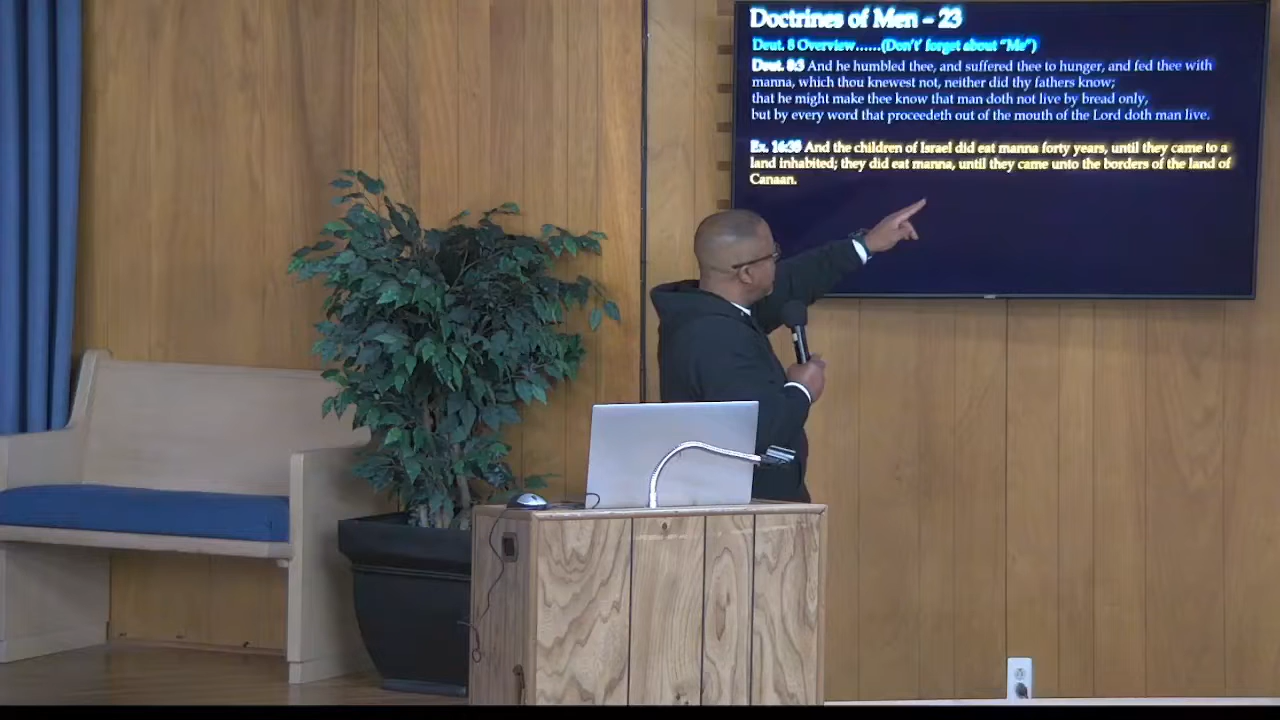 Doctrines of Men – 23
Deut. 8 Overview……(Don't' forget about "Me")
Deut. 8:3 And he humbled thee, and suffered thee to hunger, and fed thee with
manna, which thou knewest not, neither did thy fathers know;
that he might make thee know that man doth not live by bread only,
but by every word that proceedeth out of the mouth of the Lord doth man live.
Ex. 16:35 And the children of Israel did eat manna forty years, until they came to a
land inhabited; they did eat manna, until they came unto the borders of the land of
Canaan.